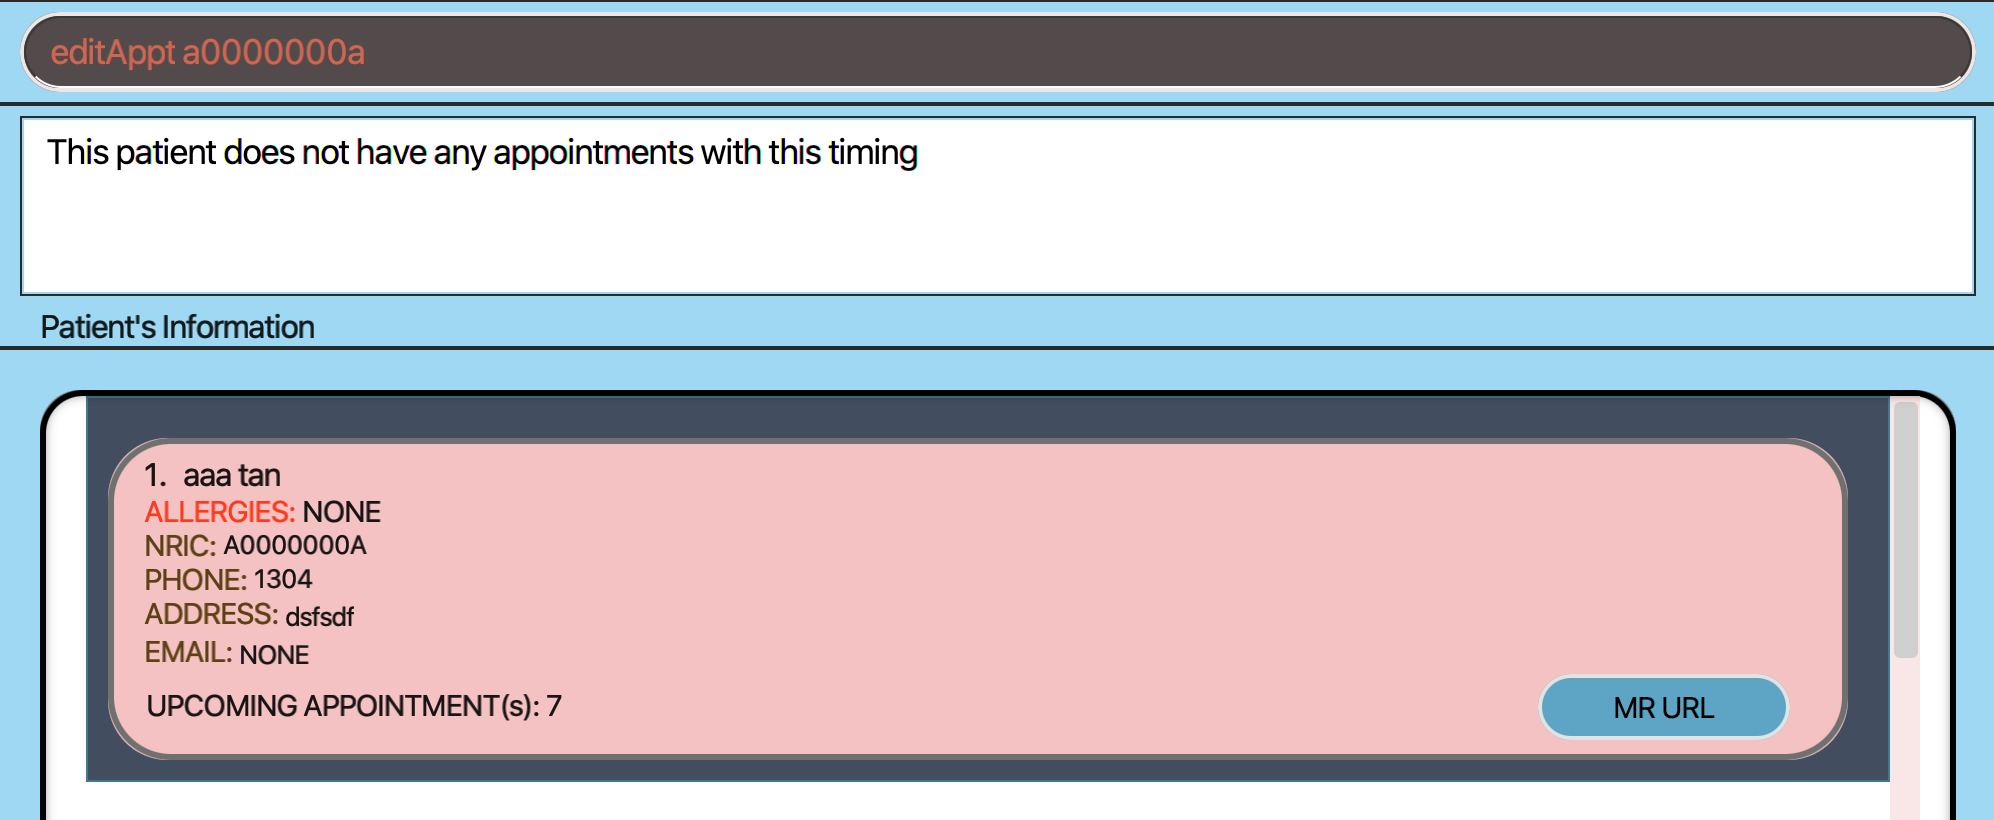 editAppt a0000000a
This patient does not have any appointments with this timing
Patient's Information
1. aaa tan
ALLERGIES: NONE
NRIC: A0000000A
PHONE: 1304
ADDRESS: dsfsdf
EMAIL: NONE
UPCOMING APPOINTMENT(s): 7
MR URL